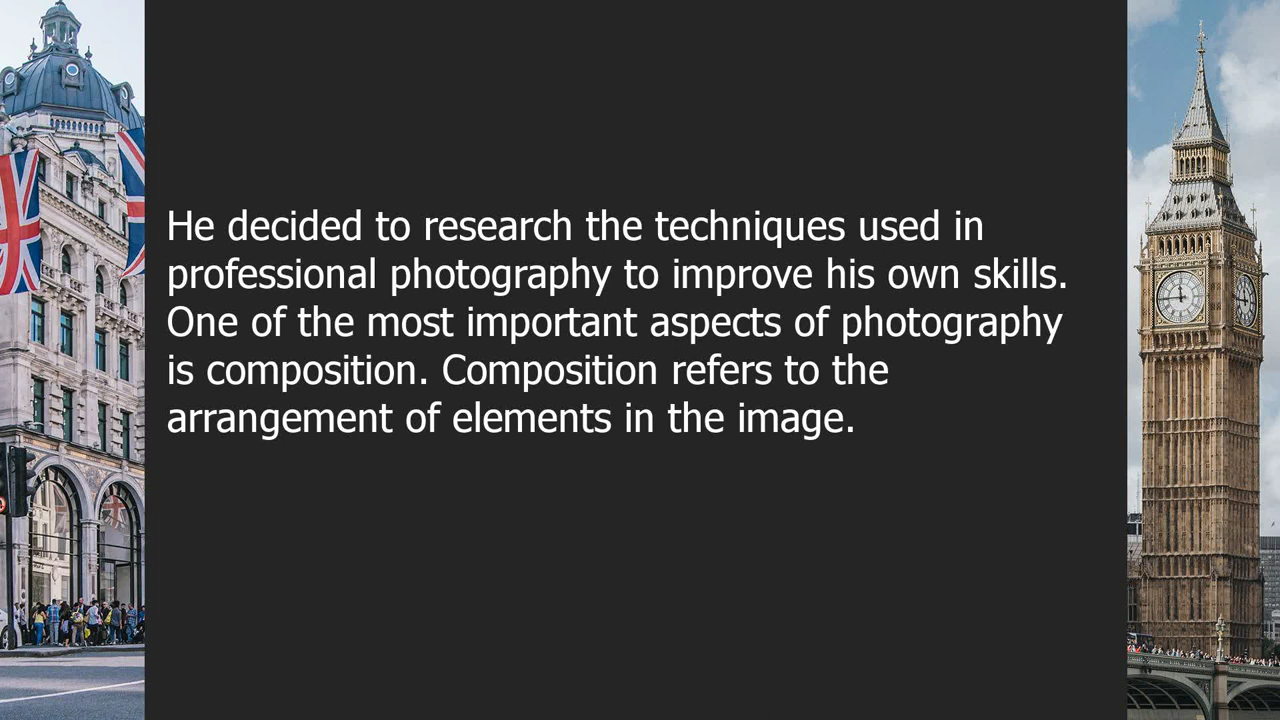 He decided to research the techniques used in
professional photography to improve his own skills.
One of the most important aspects of photography
is composition. Composition refers to the
arrangement of elements in the image.